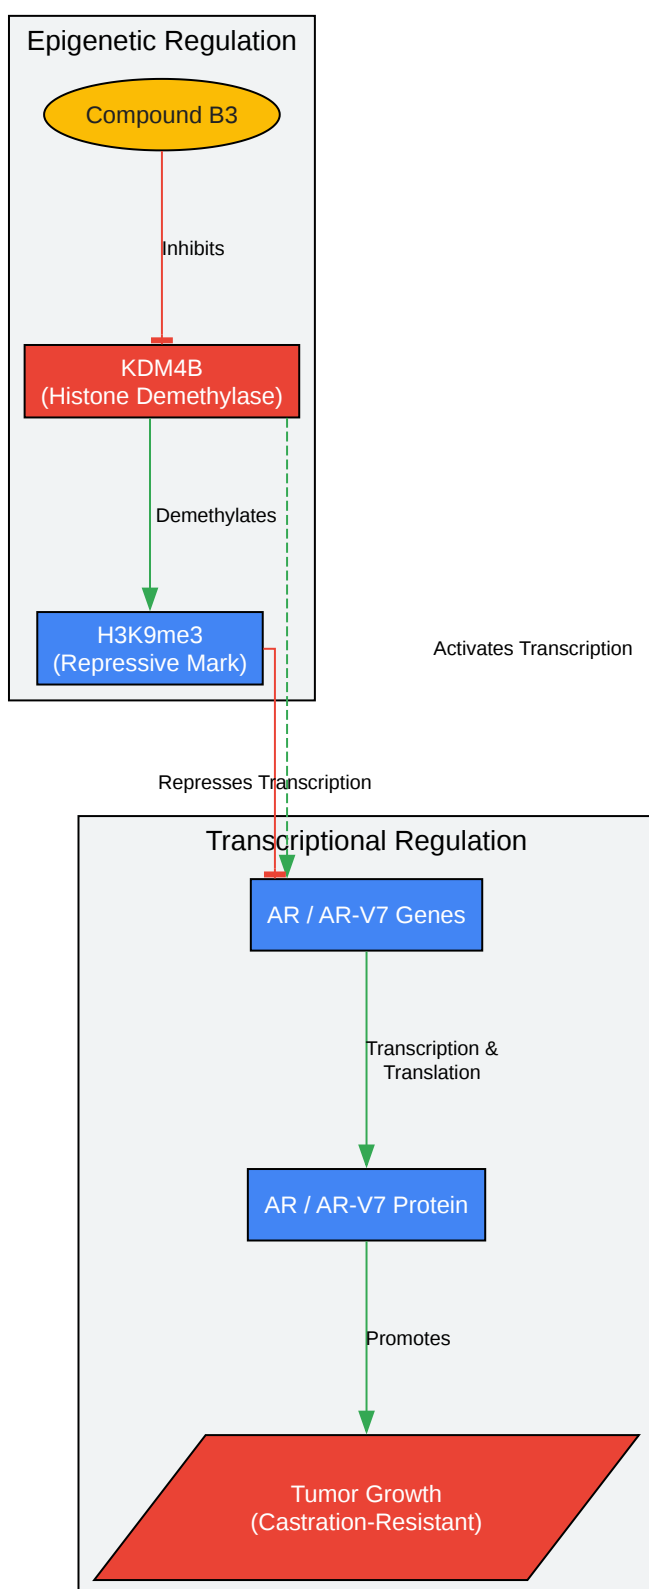 Epigenetic Regulation
Compound B3
Inhibits
KDM4B
(Histone Demethylase)
Demethylates
H3K9me3
(Repressive Mark)
Activates Transcription
Represses Transcription
Transcriptional Regulation
AR / AR-V7 Genes
Transcription &
Translation
AR / AR-V7 Protein
Promotes
Tumor Growth
(Castration-Resistant)